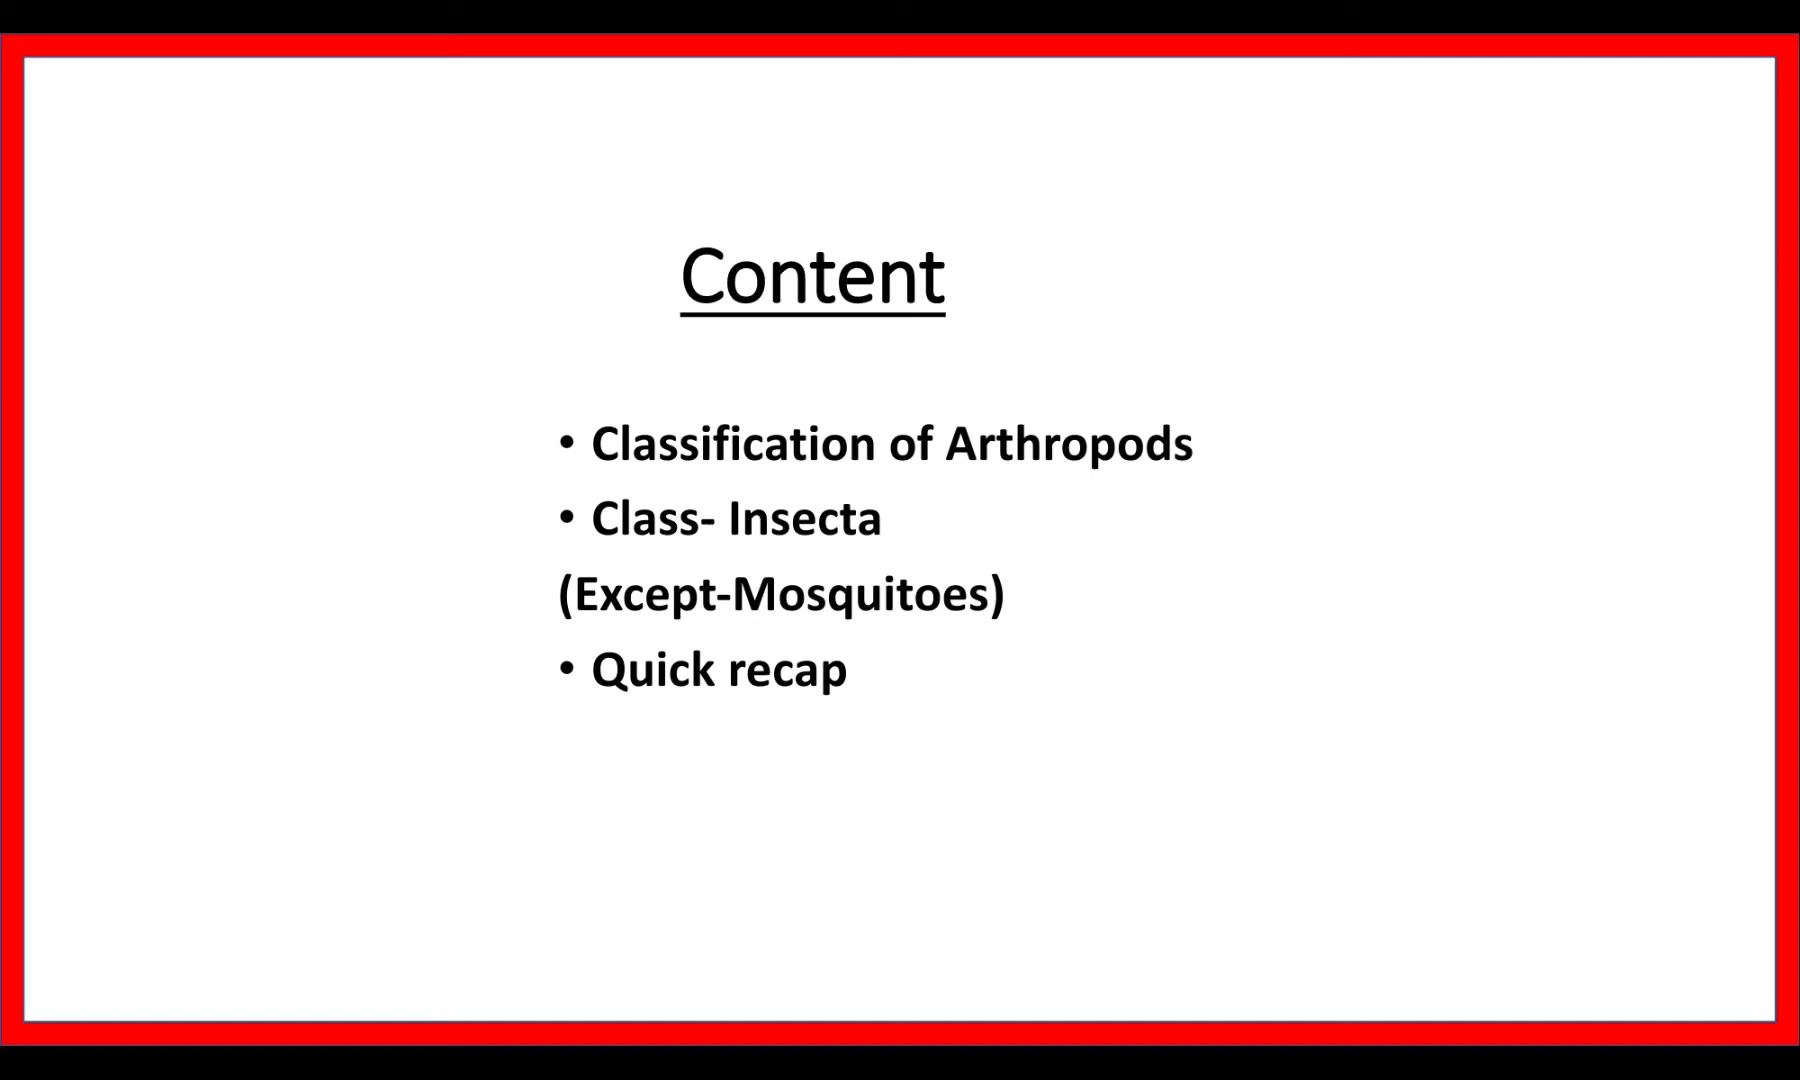 Content
• Classification of Arthropods
• Class- Insecta
(Except-Mosquitoes)
• Quick recap